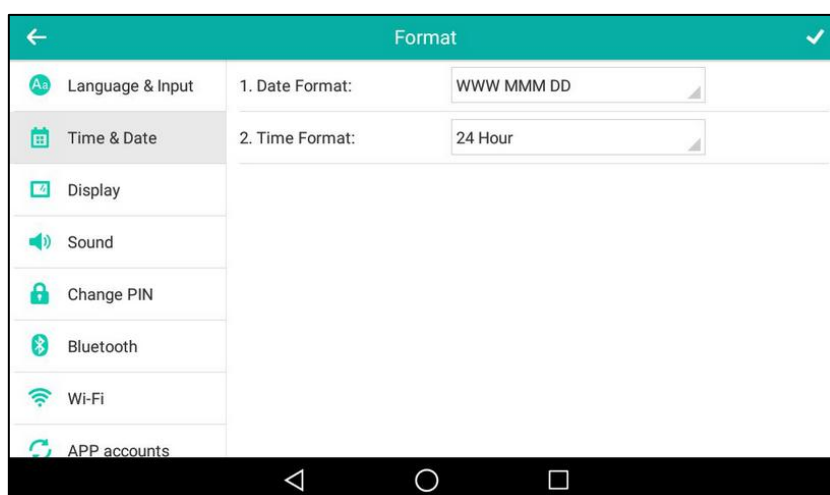 Format
Aa Language & Input
Time & Date
Display
Sound
Change PIN
Bluetooth
Wi-Fi
APP accounts
1. Date Format: WWW MMM DD
2. Time Format: 24 Hour